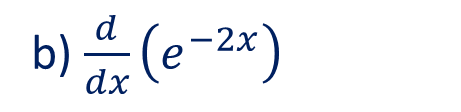 b) d/dx (e^{-2x})